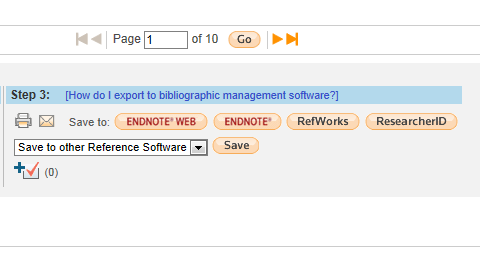 Page 1 of 10 Go
Step 3: [How do I export to bibliographic management software?]
Save to: ENDNOTE® WEB ENDNOTE® RefWorks ResearcherID
Save to other Reference Software Save
(0)